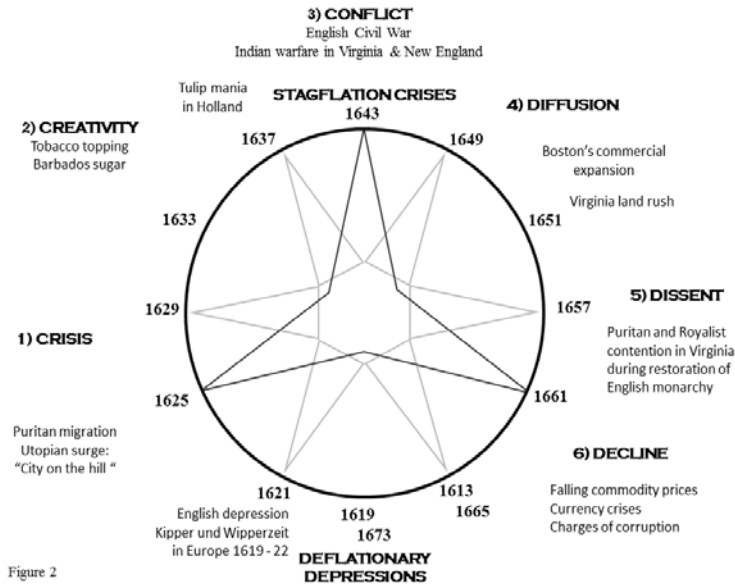 3) CONFLICT
English Civil War
Indian warfare in Virginia & New England
Tulip mania
in Holland
STAGFLATION CRISES
1643
4) DIFFUSION
2) CREATIVITY
Tobacco topping
Barbados sugar
1637
1649
Boston's commercial
expansion
Virginia land rush
1633
1651
1629
1657
5) DISSENT
Puritan and Royalist
contention in Virginia
during restoration of
English monarchy
1) CRISIS
1625
1661
Puritan migration
Utopian surge:
"City on the hill "
6) DECLINE
Falling commodity prices
Currency crises
Charges of corruption
1621
English depression
Kipper und Wipperzeit
in Europe 1619 - 22
1619
1673
1613
1665
DEFLATIONARY
DEPRESSIONS
Figure 2